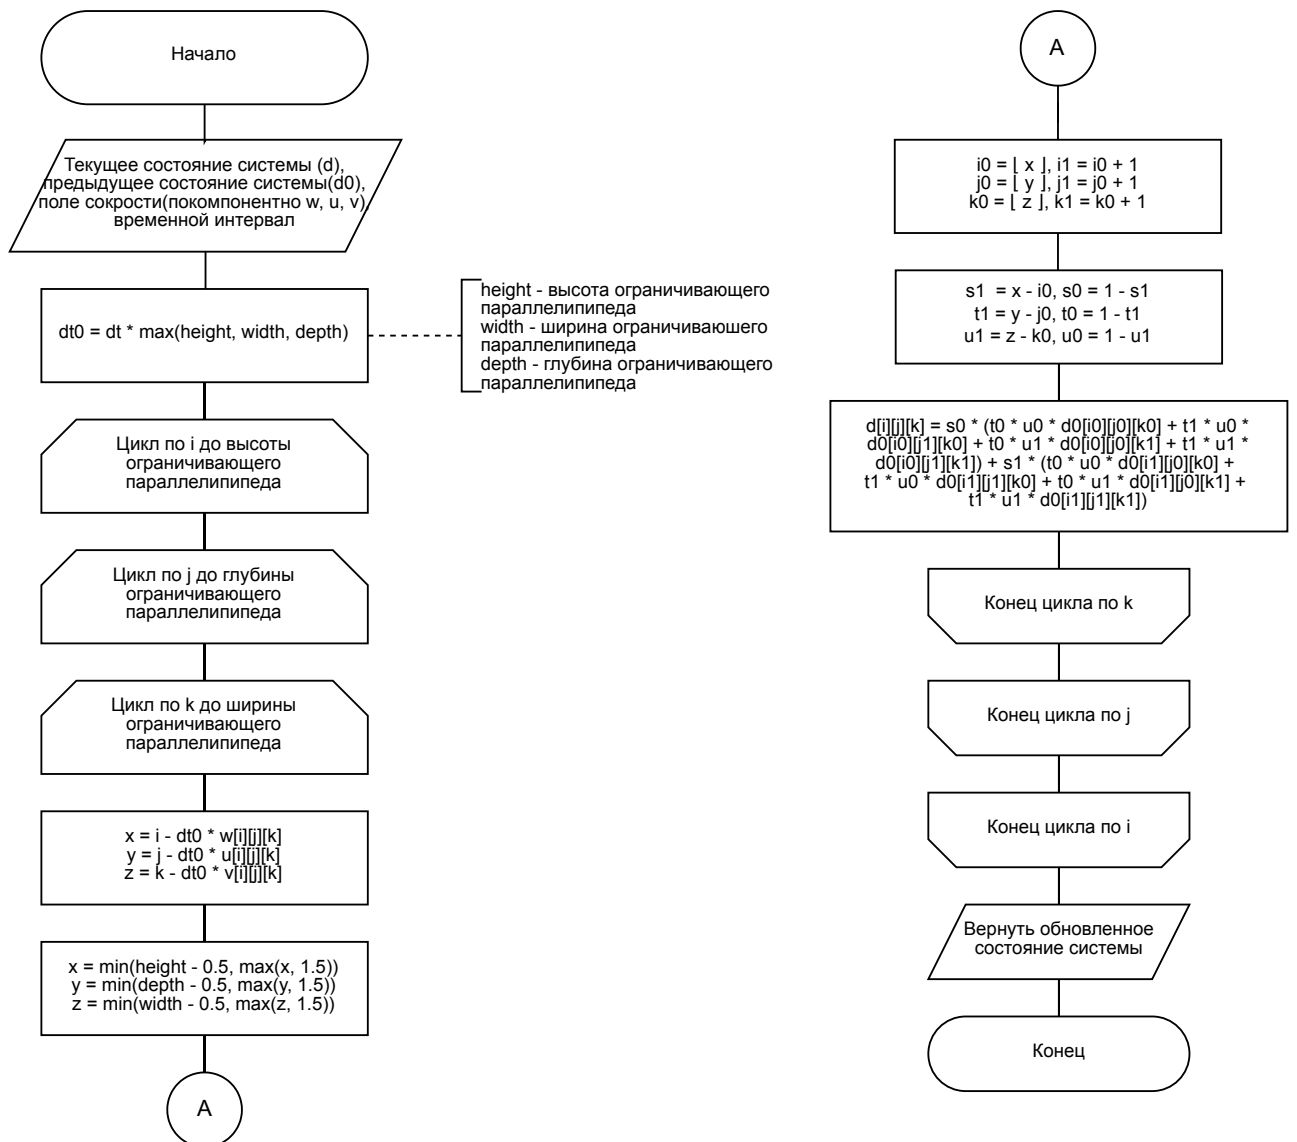 Начало
Текущее состояние системы (d),
предыдущее состояние системы(d0),
поле сокрости(покомпонентно w, u, v),
временной интервал
dt0 = dt * max(height, width, depth)
height - высота ограничивающего
параллелипипеда
width - ширина ограничиваюшего
параллелипипеда
depth - глубина ограничивающего
параллелипипеда
Цикл по i до высоты
ограничивающего
параллелипипеда
Цикл по j до глубины
ограничивающего
параллелипипеда
Цикл по k до ширины
ограничивающего
параллелипипеда
x = i - dt0 * w[i][j][k]
y = j - dt0 * u[i][j][k]
z = k - dt0 * v[i][j][k]
x = min(height - 0.5, max(x, 1.5))
y = min(depth - 0.5, max(y, 1.5))
z = min(width - 0.5, max(z, 1.5))
A
A
i0 = ⌊ x ⌋, i1 = i0 + 1
j0 = ⌊ y ⌋, j1 = j0 + 1
k0 = ⌊ z ⌋, k1 = k0 + 1
s1 = x - i0, s0 = 1 - s1
t1 = y - j0, t0 = 1 - t1
u1 = z - k0, u0 = 1 - u1
d[i][j][k] = s0 * (t0 * u0 * d0[i0][j0][k0] + t1 * u0 *
d0[i0][j1][k0] + t0 * u1 * d0[i0][j0][k1] + t1 * u1 *
d0[i0][j1][k1]) + s1 * (t0 * u0 * d0[i1][j0][k0] +
t1 * u0 * d0[i1][j1][k0] + t0 * u1 * d0[i1][j0][k1] +
t1 * u1 * d0[i1][j1][k1])
Конец цикла по k
Конец цикла по j
Конец цикла по i
Вернуть обновленное
состояние системы
Конец